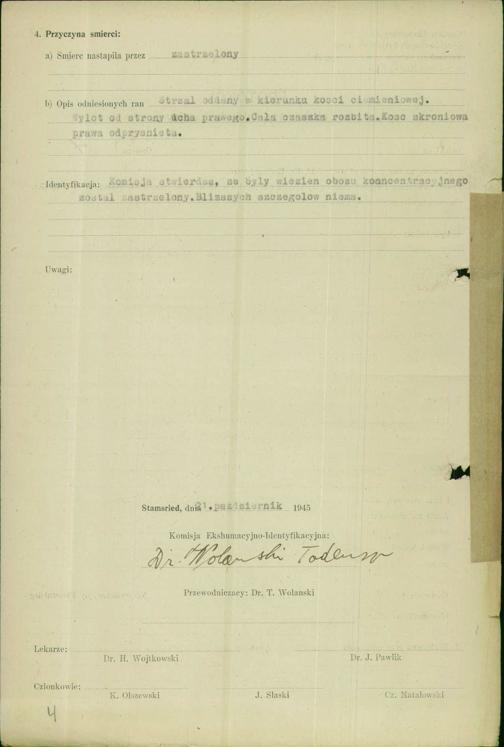 4. Przyczyna smierci:
a) Smierc nastapila przez zastrzelony
b) Opis odniesionych ran Strzal oddany w kierunku kosci ciemieniowej.
Wylot od strony ucha prawego.Cala czaszka rozbita.Kosc skroniowa
prawa odprysnieta.
Identyfikacja: Komisja stwierdza, ze byly wiezien obozu koancentracyjnego
zostal zastrzelony.Blizszych szczegolow niema.
Uwagi:
Stamsried, dnia 21.pazdziernik 1945
Komisja Ekshumacyjno-Identyfikacyjna:
Dr. Wolanski Tadeusz
Przewodniczacy: Dr. T. Wolanski
Lekarze:
Dr. H. Wojtkowski Dr. J. Pawlik
Czlonkowie:
K. Olszewski J. Slaski Cz. Natalowski
4